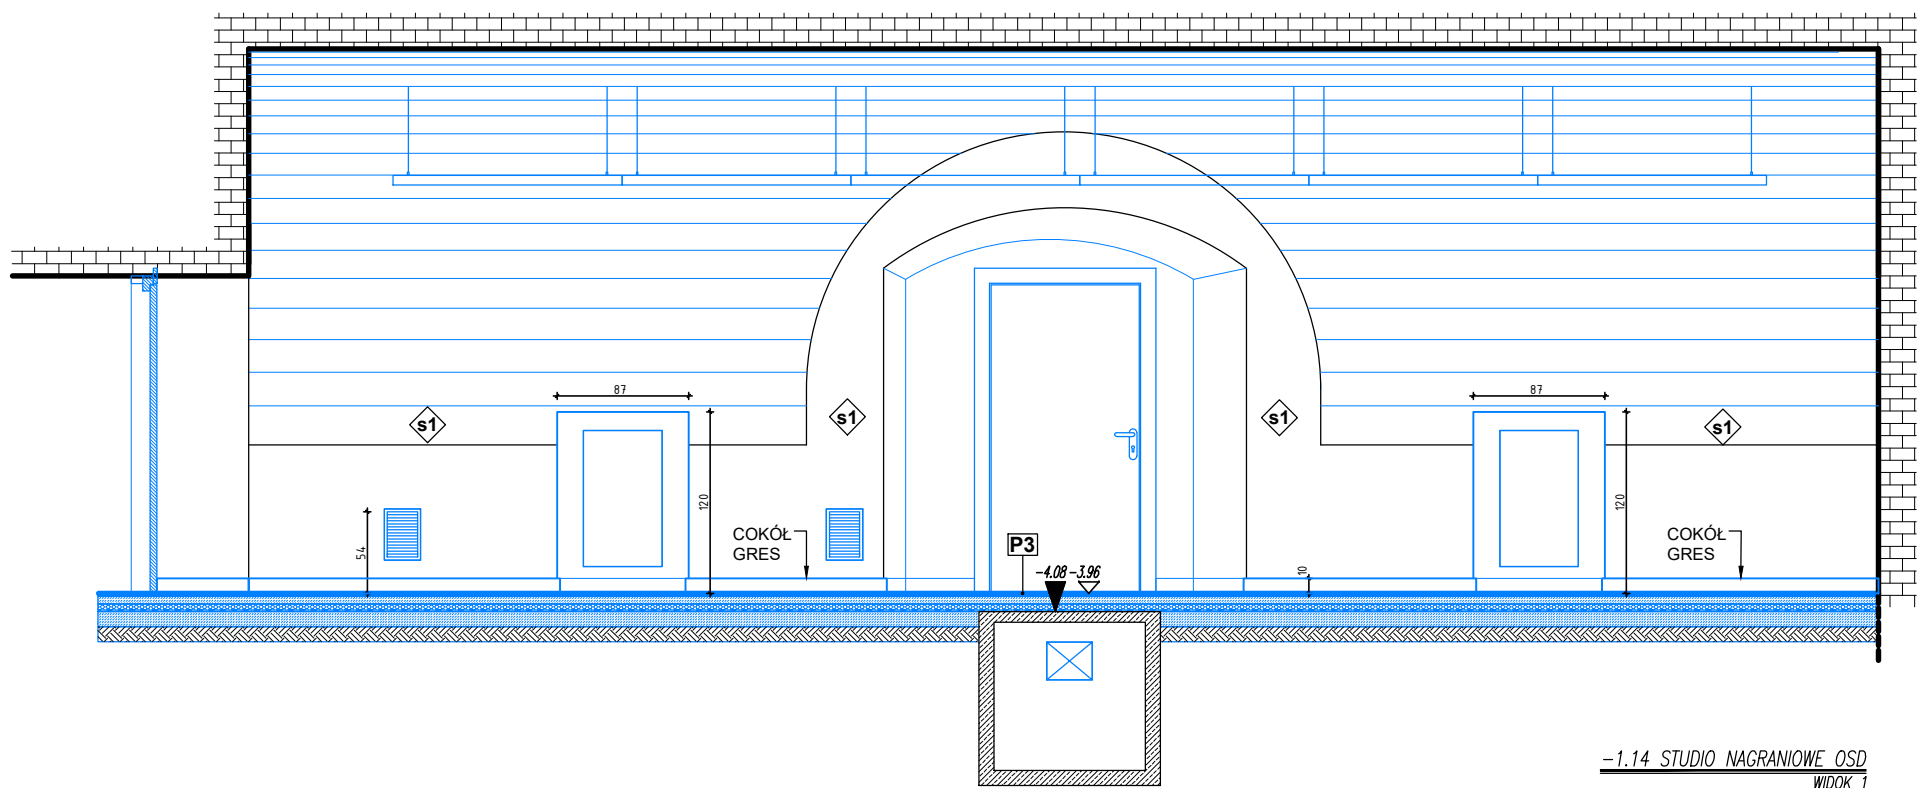 87
87
s1
s1
s1
s1
120
120
54
COKÓŁ
GRES
P3
COKÓŁ
GRES
-4.08 -3.96
10
-1.14 STUDIO NAGRANIOWE OSD
WIDOK 1